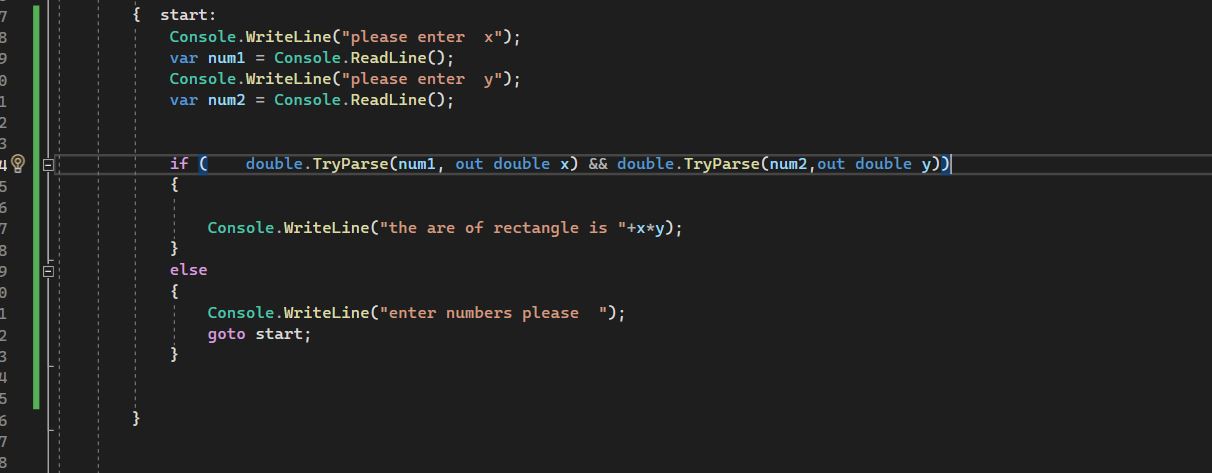 7 { start:
8 Console.WriteLine("please enter  x");
9 var num1 = Console.ReadLine();
0 Console.WriteLine("please enter  y");
1 var num2 = Console.ReadLine();
2
3
4 if (    double.TryParse(num1, out double x) && double.TryParse(num2,out double y))
5 {
6
7 Console.WriteLine("the are of rectangle is "+x*y);
8 }
9 else
0 {
1 Console.WriteLine("enter numbers please  ");
2 goto start;
3 }
4
5
6 }
7
8